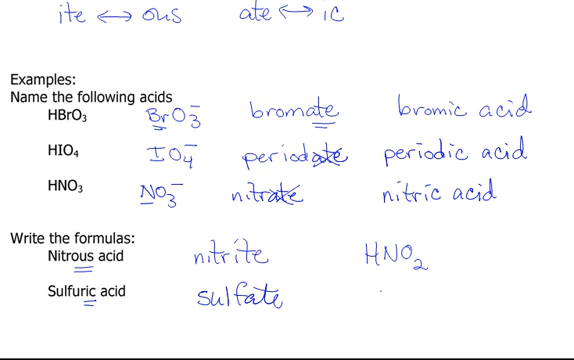 ite ↔ ous ate ↔ ic
Examples:
Name the following acids
HBrO₃ BrO₃⁻ bromate bromic acid
HIO₄ IO₄⁻ periodate periodic acid
HNO₃ NO₃⁻ nitrate nitric acid
Write the formulas:
Nitrous acid nitrite HNO₂
Sulfuric acid sulfate